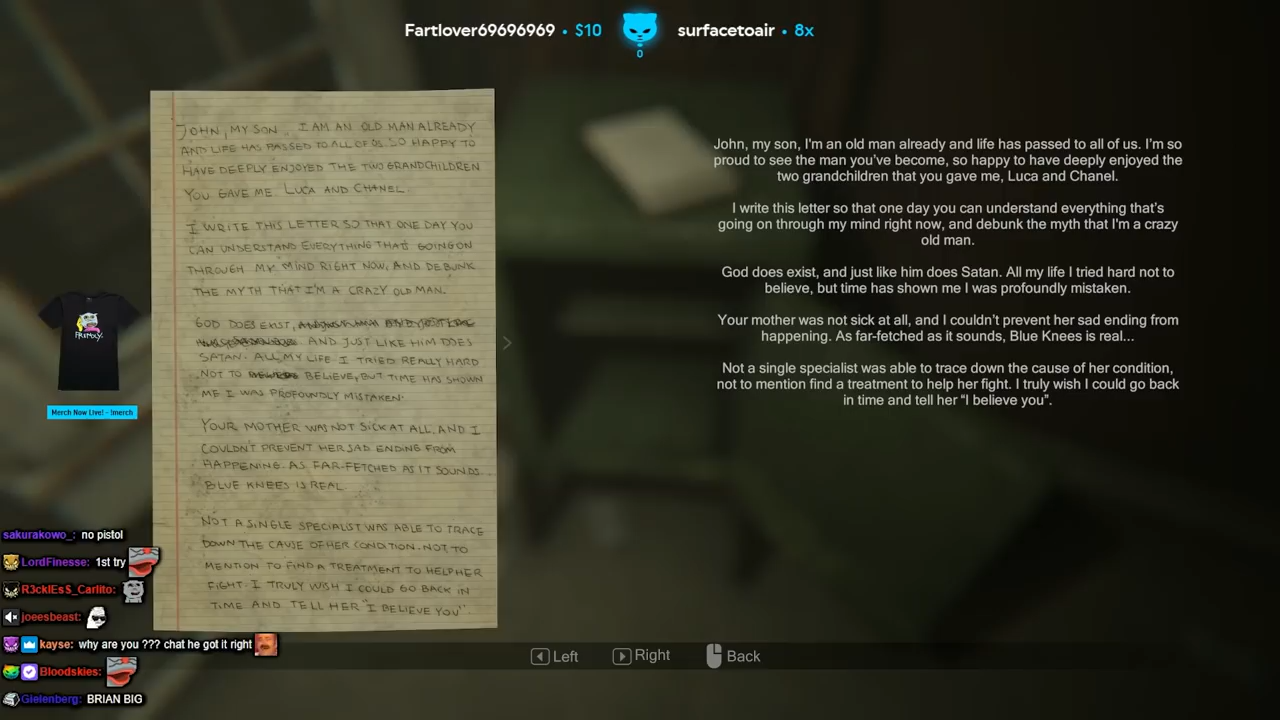 Fartlover69696969 • $10
surfacetoair • 8x
0
JOHN, MY SON.. I AM AN OLD MAN ALREADY
AND LIFE HAS PASSED TO ALL OF US. SO HAPPY TO
HAVE DEEPLY ENJOYED THE TWO GRANDCHILDREN
YOU GAVE ME. LUCA AND CHANEL.
I WRITE THIS LETTER SO THAT ONE DAY YOU
CAN UNDERSTAND EVERYTHING THAT'S GOING ON
THROUGH MY MIND RIGHT NOW, AND DEBUNK
THE MYTH THAT I'M A CRAZY OLD MAN.
GOD DOES EXIST,
AND JUST LIKE HIM DOES
SATAN. ALL MY LIFE I TRIED REALLY HARD
NOT TO BELIEVE, BUT TIME HAS SHOWN
ME I WAS PROFOUNDLY MISTAKEN.
YOUR MOTHER WAS NOT SICK AT ALL, AND I
COULDN'T PREVENT HER SAD ENDING FROM
HAPPENING. AS FAR-FETCHED AS IT SOUNDS
BLUE KNEES IS REAL
NOT A SINGLE SPECIALIST WAS ABLE TO TRACE
DOWN THE CAUSE OF HER CONDITION. NOT TO
MENTION TO FIND A TREATMENT TO HELP HER
FIGHT. I TRULY WISH I COULD GO BACK IN
TIME AND TELL HER "I BELIEVE YOU".
John, my son, I'm an old man already and life has passed to all of us. I'm so
proud to see the man you've become, so happy to have deeply enjoyed the
two grandchildren that you gave me, Luca and Chanel.
I write this letter so that one day you can understand everything that's
going on through my mind right now, and debunk the myth that I'm a crazy
old man.
God does exist, and just like him does Satan. All my life I tried hard not to
believe, but time has shown me I was profoundly mistaken.
Your mother was not sick at all, and I couldn't prevent her sad ending from
happening. As far-fetched as it sounds, Blue Knees is real...
Not a single specialist was able to trace down the cause of her condition,
not to mention find a treatment to help her fight. I truly wish I could go back
in time and tell her “I believe you”.
Merch Now Live! - !merch
sakurakowo_: no pistol
LordFinesse: 1st try
R3cklEsS_Carlito:
joeesbeast:
kayse: why are you ??? chat he got it right
Bloodskies:
Gielenberg: BRIAN BIG
Left
Right
Back